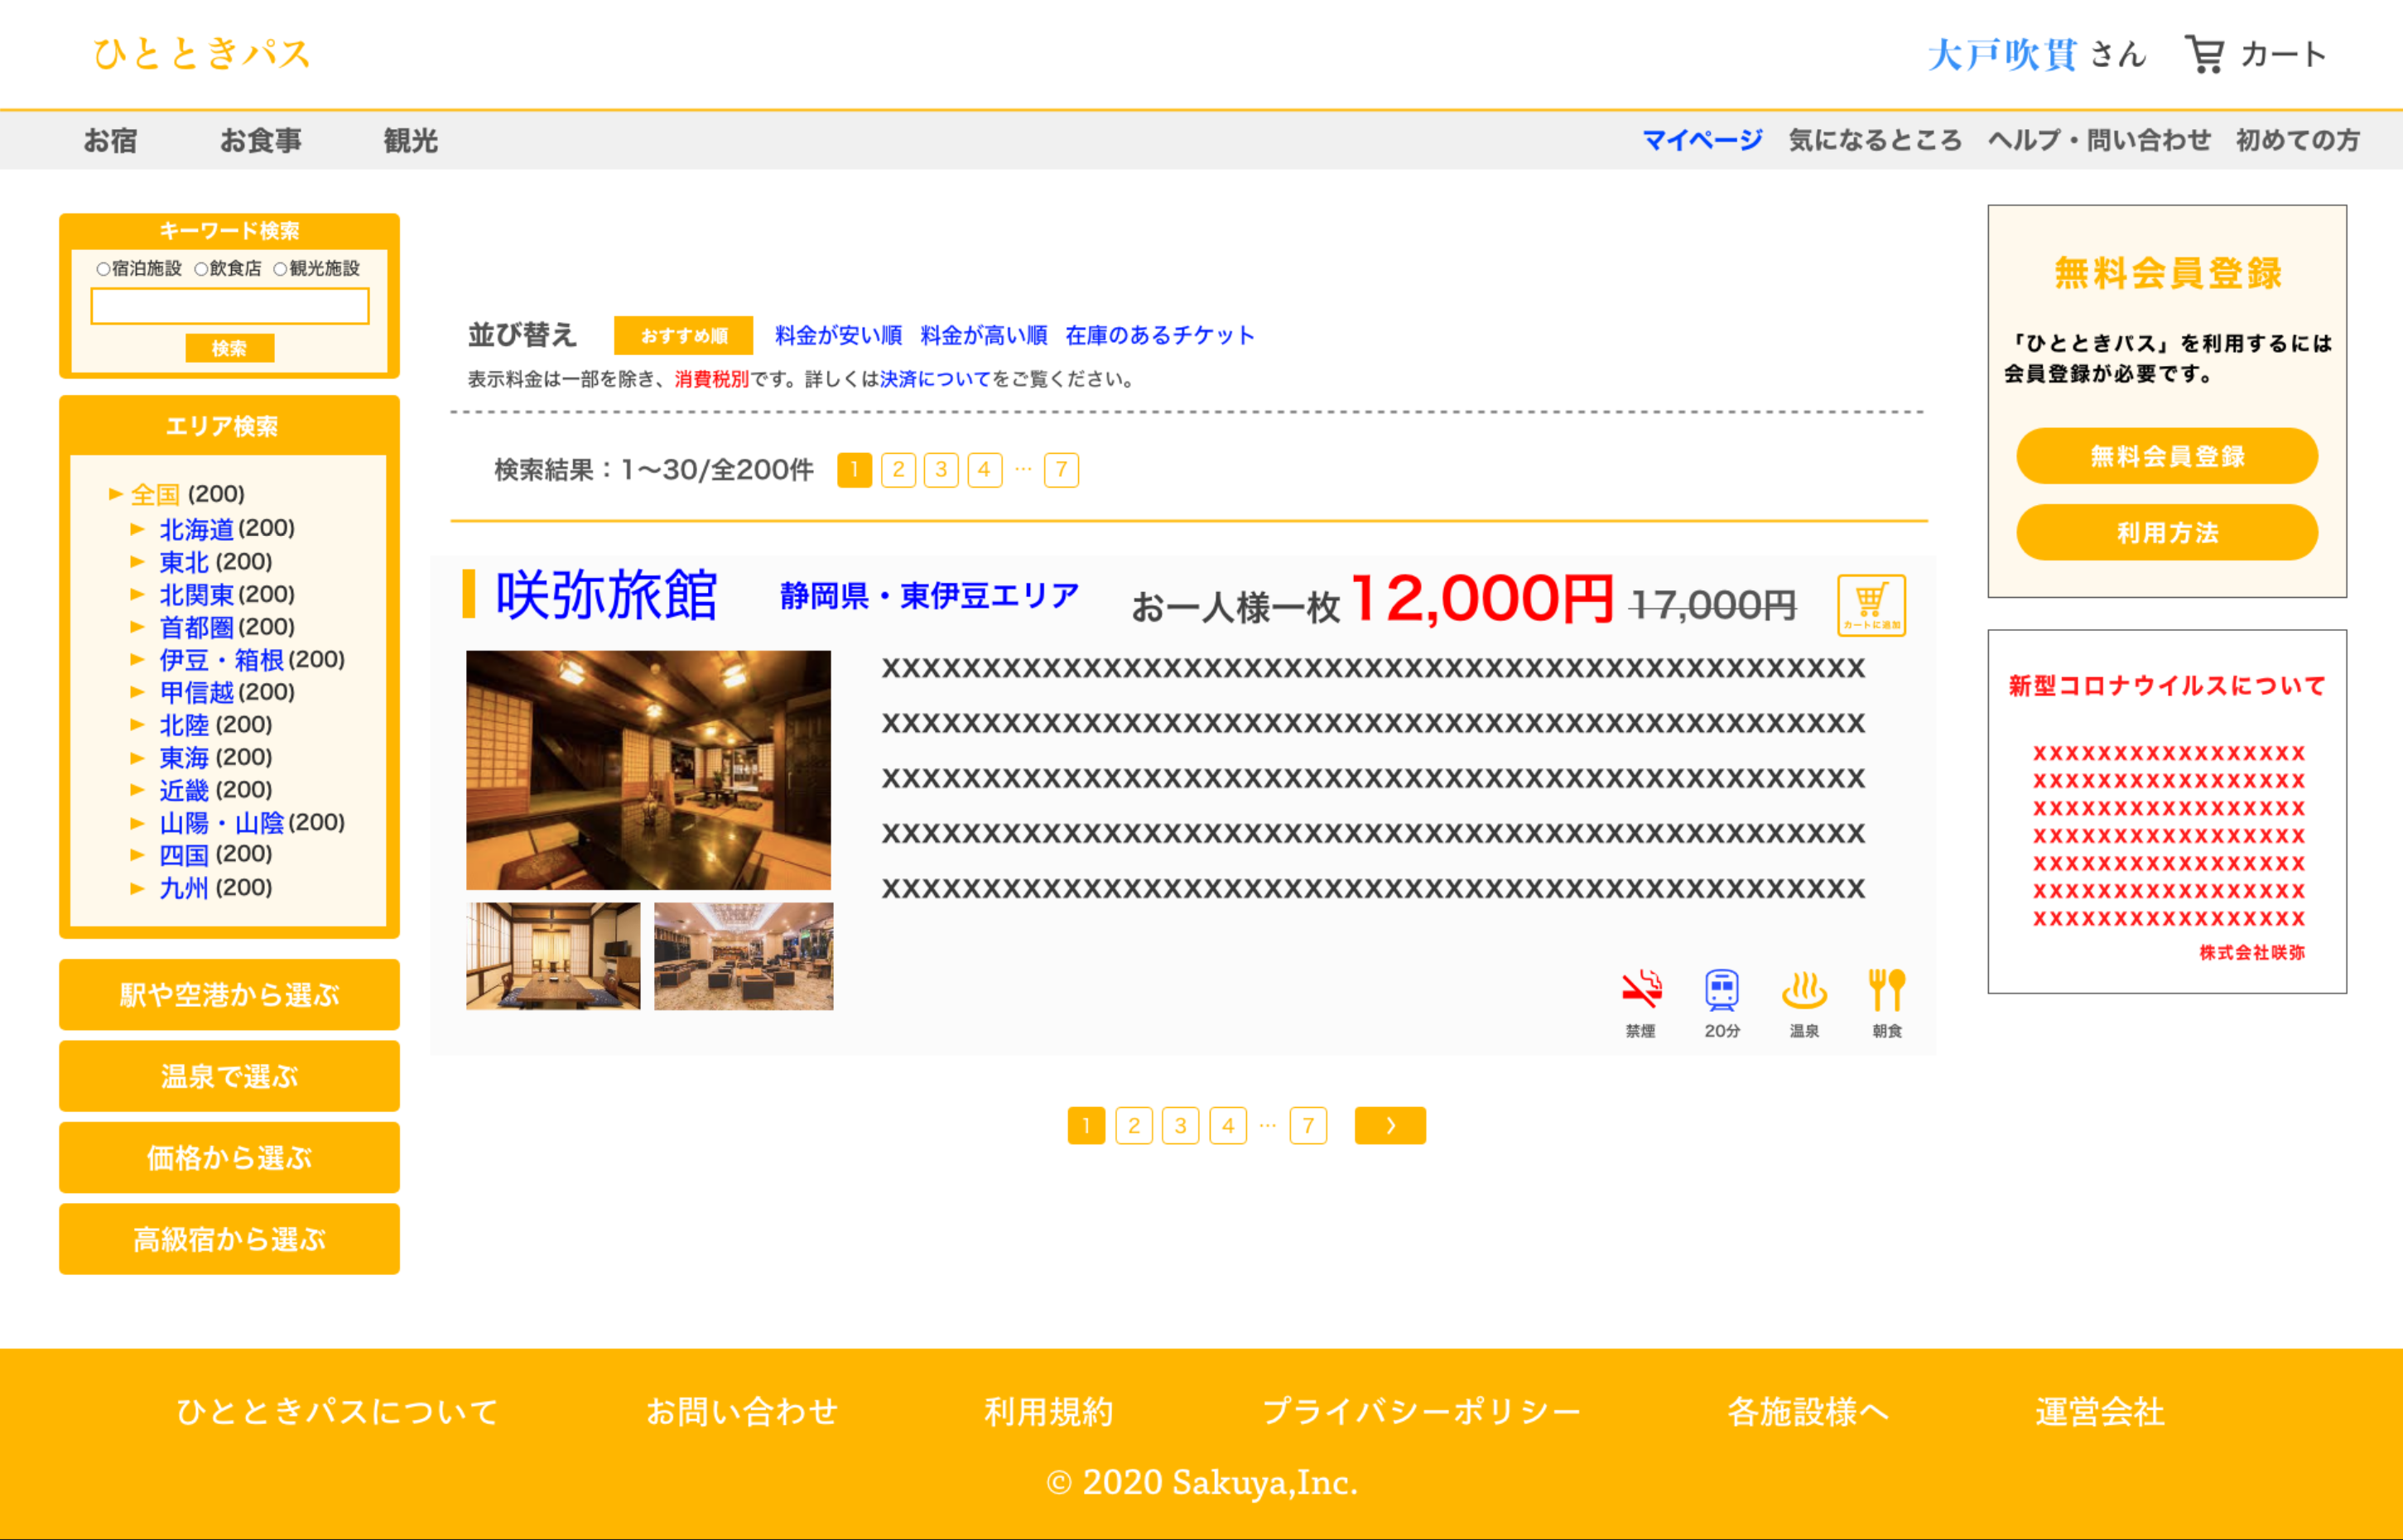 ひとときパス
大戸吹貫 さん カート
お宿 お食事 観光
マイページ 気になるところ ヘルプ・問い合わせ 初めての方
キーワード検索
宿泊施設 飲食店 観光施設
検索
エリア検索
全国 (200)
北海道 (200)
東北 (200)
北関東 (200)
首都圏 (200)
伊豆・箱根 (200)
甲信越 (200)
北陸 (200)
東海 (200)
近畿 (200)
山陽・山陰 (200)
四国 (200)
九州 (200)
駅や空港から選ぶ
温泉で選ぶ
価格から選ぶ
高級宿から選ぶ
並び替え おすすめ順 料金が安い順 料金が高い順 在庫のあるチケット
表示料金は一部を除き、消費税別です。詳しくは決済についてをご覧ください。
検索結果：1〜30/全200件 1 2 3 4 … 7
咲弥旅館 静岡県・東伊豆エリア お一人様一枚 12,000円 17,000円
カートに追加
XXXXXXXXXXXXXXXXXXXXXXXXXXXXXXXXXXXXXXXXXXXXXXXXX
XXXXXXXXXXXXXXXXXXXXXXXXXXXXXXXXXXXXXXXXXXXXXXXXX
XXXXXXXXXXXXXXXXXXXXXXXXXXXXXXXXXXXXXXXXXXXXXXXXX
XXXXXXXXXXXXXXXXXXXXXXXXXXXXXXXXXXXXXXXXXXXXXXXXX
XXXXXXXXXXXXXXXXXXXXXXXXXXXXXXXXXXXXXXXXXXXXXXXXX
禁煙 20分 温泉 朝食
1 2 3 4 … 7 〉
無料会員登録
「ひとときパス」を利用するには
会員登録が必要です。
無料会員登録
利用方法
新型コロナウイルスについて
XXXXXXXXXXXXXXXXX
XXXXXXXXXXXXXXXXX
XXXXXXXXXXXXXXXXX
XXXXXXXXXXXXXXXXX
XXXXXXXXXXXXXXXXX
XXXXXXXXXXXXXXXXX
XXXXXXXXXXXXXXXXX
株式会社咲弥
ひとときパスについて お問い合わせ 利用規約 プライバシーポリシー 各施設様へ 運営会社
© 2020 Sakuya,Inc.